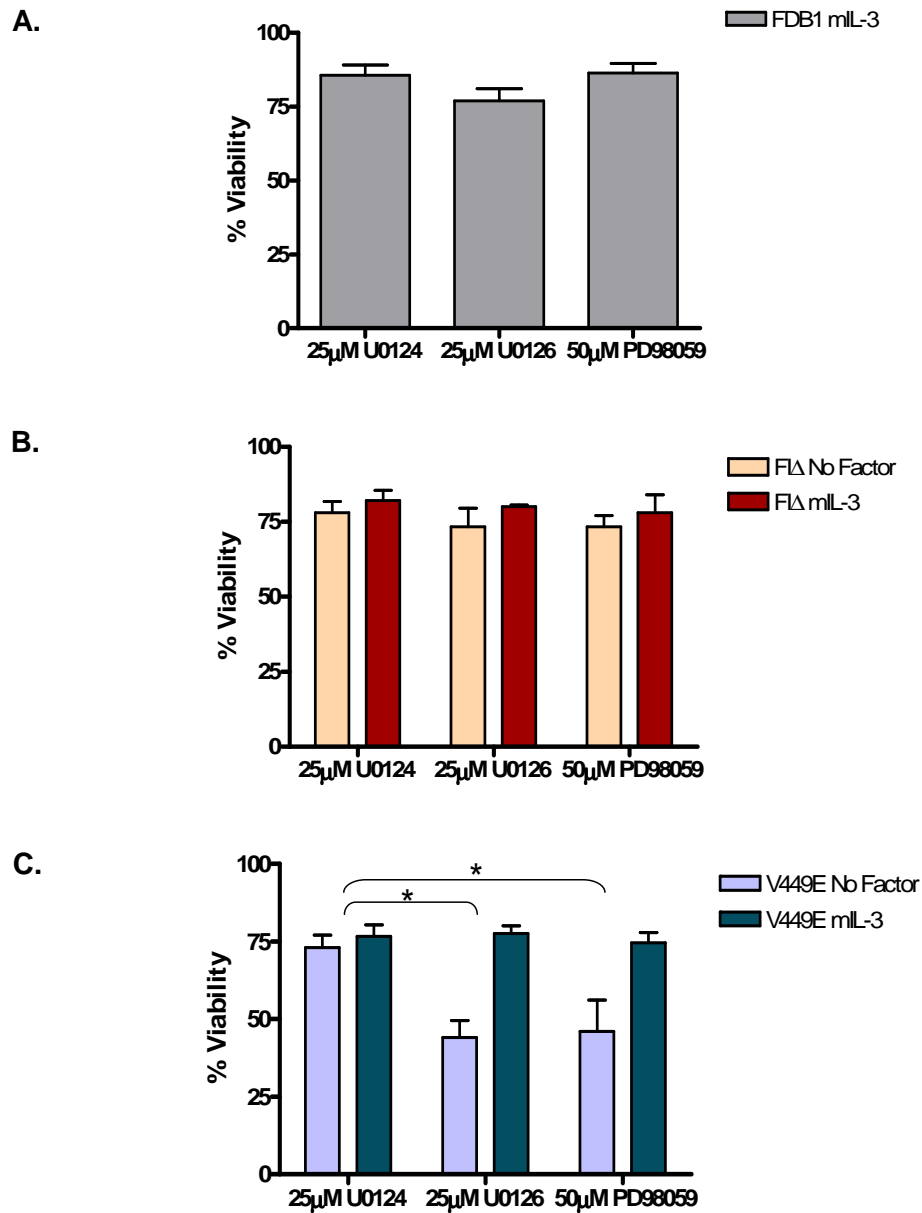 A.
FDB1 mIL-3
100
75
50
25
0
% Viability
25µM U0124 25µM U0126 50µM PD98059
B.
FIΔ No Factor
FIΔ mIL-3
100
75
50
25
0
% Viability
25µM U0124 25µM U0126 50µM PD98059
C.
V449E No Factor
V449E mIL-3
100
75
50
25
0
% Viability
*
*
25µM U0124 25µM U0126 50µM PD98059